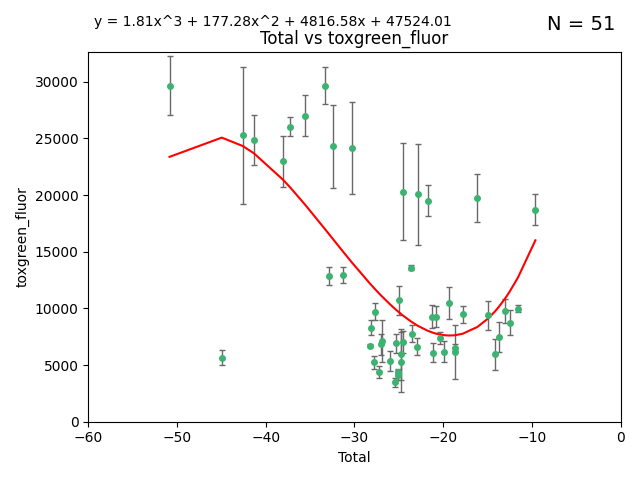 y = 1.81x^3 + 177.28x^2 + 4816.58x + 47524.01
N = 51
Total vs toxgreen_fluor
30000
25000
20000
15000
10000
5000
0
toxgreen_fluor
−60 −50 −40 −30 −20 −10 0
Total